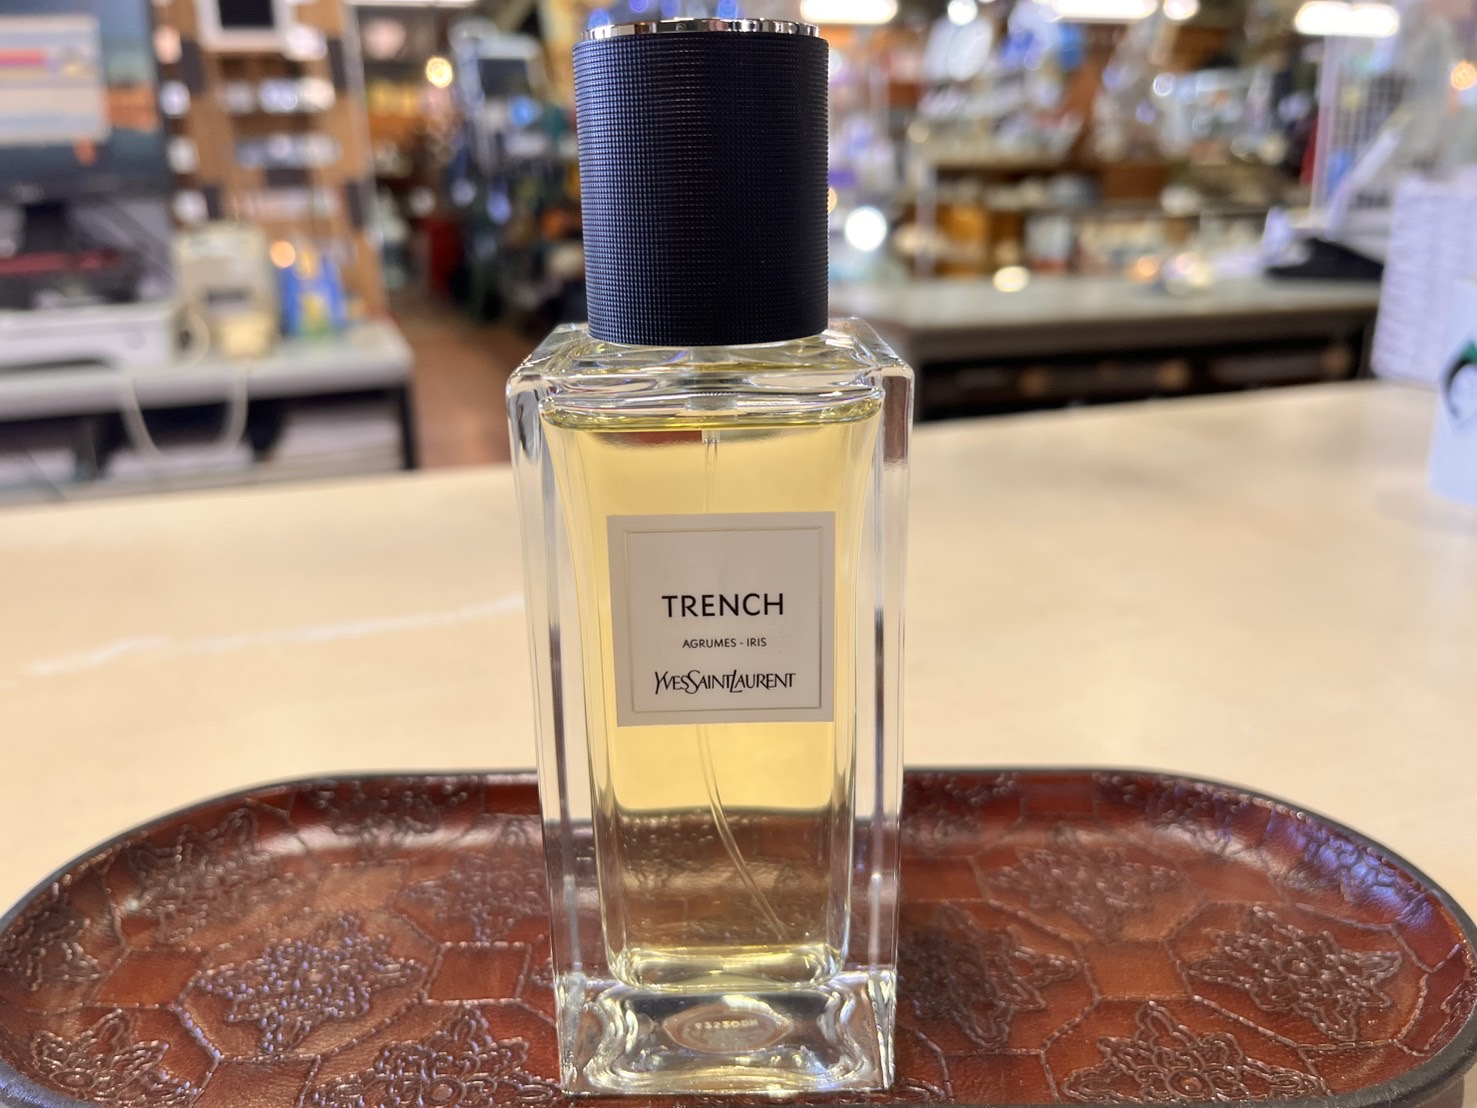 TRENCH
AGRUMES - IRIS
YVESSAINTLAURENT